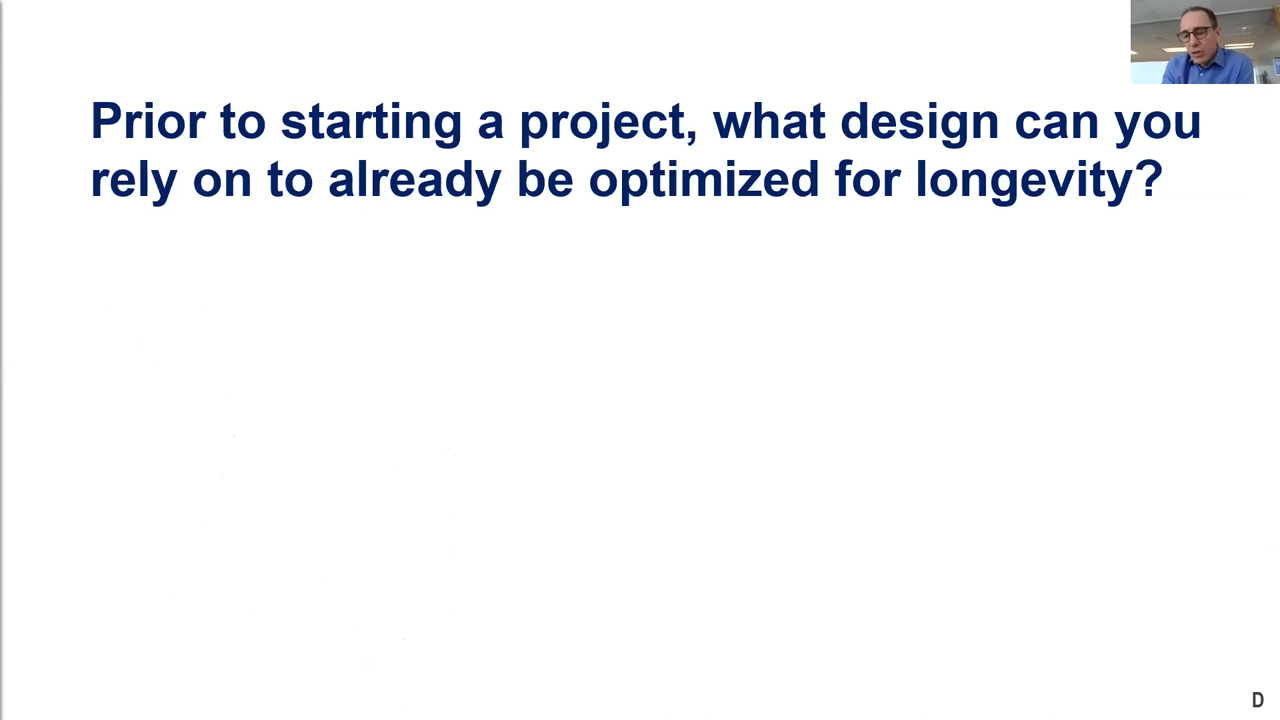 Prior to starting a project, what design can you
rely on to already be optimized for longevity?
D